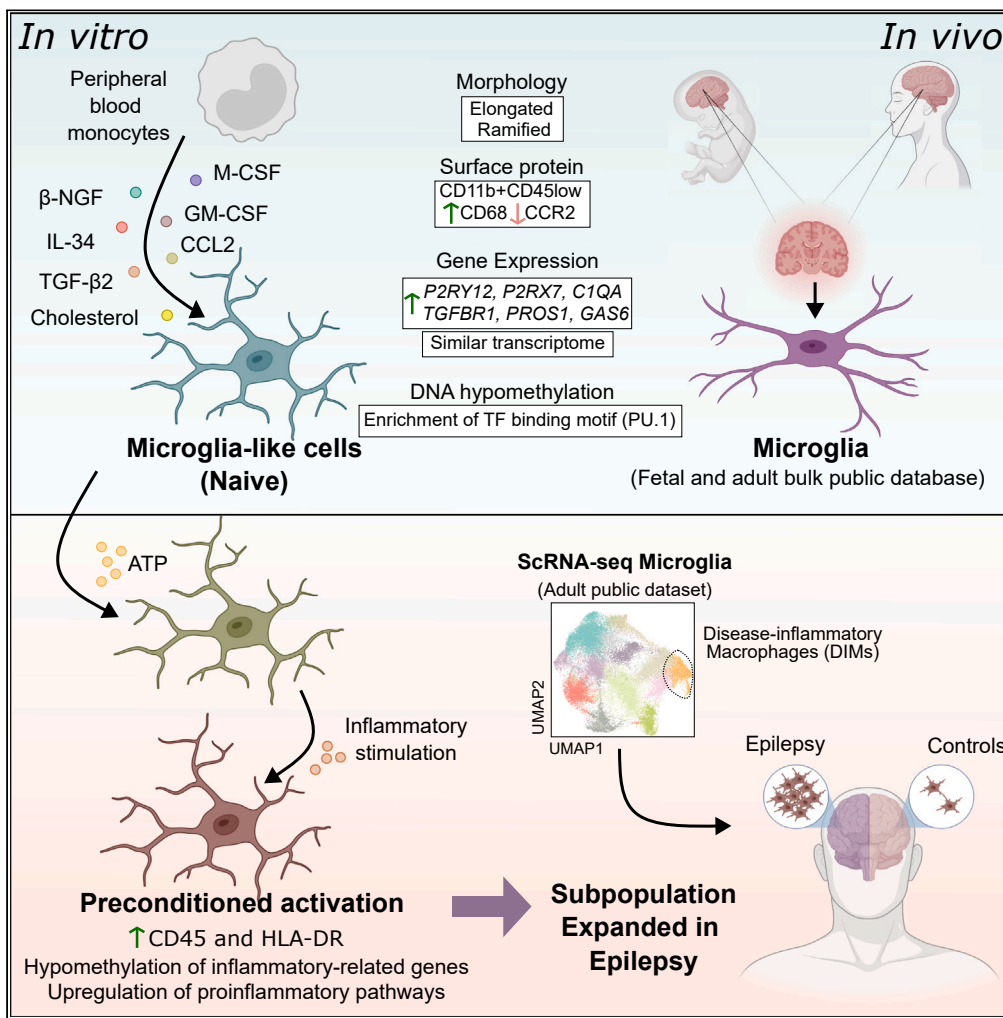 In vitro
In vivo
Peripheral
blood
monocytes
M-CSF
β-NGF
GM-CSF
IL-34
CCL2
TGF-β2
Cholesterol
Microglia-like cells
(Naive)
Morphology
Elongated
Ramified
Surface protein
CD11b+CD45low
↑CD68 ↓CCR2
Gene Expression
↑ P2RY12, P2RX7, C1QA
TGFBR1, PROS1, GAS6
Similar transcriptome
DNA hypomethylation
Enrichment of TF binding motif (PU.1)
Microglia
(Fetal and adult bulk public database)
ATP
Inflammatory
stimulation
Preconditioned activation
↑CD45 and HLA-DR
Hypomethylation of inflammatory-related genes
Upregulation of proinflammatory pathways
ScRNA-seq Microglia
(Adult public dataset)
Disease-inflammatory
Macrophages (DIMs)
UMAP2
UMAP1
Epilepsy
Controls
Subpopulation
Expanded in
Epilepsy